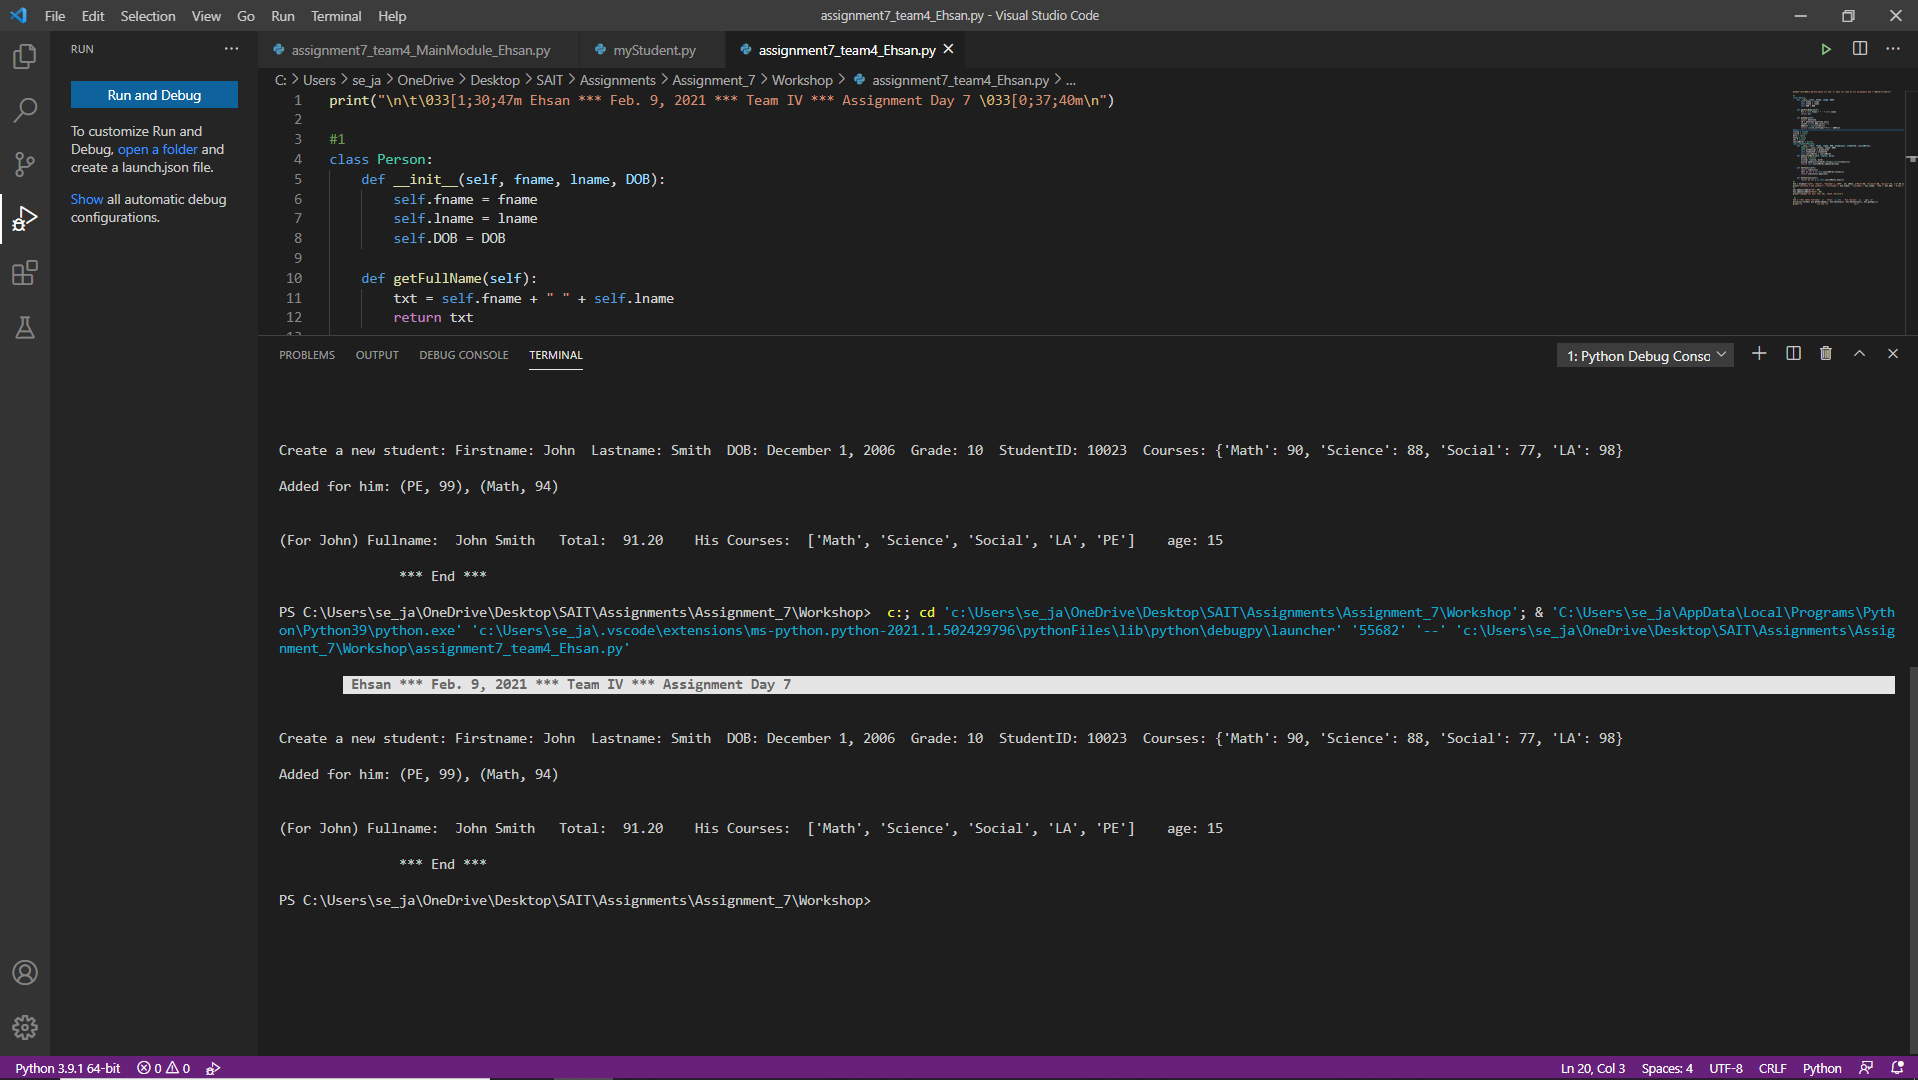 File Edit Selection View Go Run Terminal Help
assignment7_team4_Ehsan.py - Visual Studio Code
RUN
Run and Debug
To customize Run and
Debug, open a folder and
create a launch.json file.
Show all automatic debug
configurations.
assignment7_team4_MainModule_Ehsan.py myStudent.py assignment7_team4_Ehsan.py
C: > Users > se_ja > OneDrive > Desktop > SAIT > Assignments > Assignment_7 > Workshop > assignment7_team4_Ehsan.py > ...
1 print("\n\t\033[1;30;47m Ehsan *** Feb. 9, 2021 *** Team IV *** Assignment Day 7 \033[0;37;40m\n")
2
3 #1
4 class Person:
5 def __init__(self, fname, lname, DOB):
6 self.fname = fname
7 self.lname = lname
8 self.DOB = DOB
9
10 def getFullName(self):
11 txt = self.fname + " " + self.lname
12 return txt
PROBLEMS OUTPUT DEBUG CONSOLE TERMINAL
1: Python Debug Conso
Create a new student: Firstname: John Lastname: Smith DOB: December 1, 2006 Grade: 10 StudentID: 10023 Courses: {'Math': 90, 'Science': 88, 'Social': 77, 'LA': 98}
Added for him: (PE, 99), (Math, 94)
(For John) Fullname: John Smith Total: 91.20 His Courses: ['Math', 'Science', 'Social', 'LA', 'PE'] age: 15
*** End ***
PS C:\Users\se_ja\OneDrive\Desktop\SAIT\Assignments\Assignment_7\Workshop> c:; cd 'c:\Users\se_ja\OneDrive\Desktop\SAIT\Assignments\Assignment_7\Workshop'; & 'C:\Users\se_ja\AppData\Local\Programs\Pyth
on\Python39\python.exe' 'c:\Users\se_ja\.vscode\extensions\ms-python.python-2021.1.502429796\pythonFiles\lib\python\debugpy\launcher' '55682' '--' 'c:\Users\se_ja\OneDrive\Desktop\SAIT\Assignments\Assig
nment_7\Workshop\assignment7_team4_Ehsan.py'
Ehsan *** Feb. 9, 2021 *** Team IV *** Assignment Day 7
Create a new student: Firstname: John Lastname: Smith DOB: December 1, 2006 Grade: 10 StudentID: 10023 Courses: {'Math': 90, 'Science': 88, 'Social': 77, 'LA': 98}
Added for him: (PE, 99), (Math, 94)
(For John) Fullname: John Smith Total: 91.20 His Courses: ['Math', 'Science', 'Social', 'LA', 'PE'] age: 15
*** End ***
PS C:\Users\se_ja\OneDrive\Desktop\SAIT\Assignments\Assignment_7\Workshop>
Python 3.9.1 64-bit 0 0 Ln 20, Col 3 Spaces: 4 UTF-8 CRLF Python